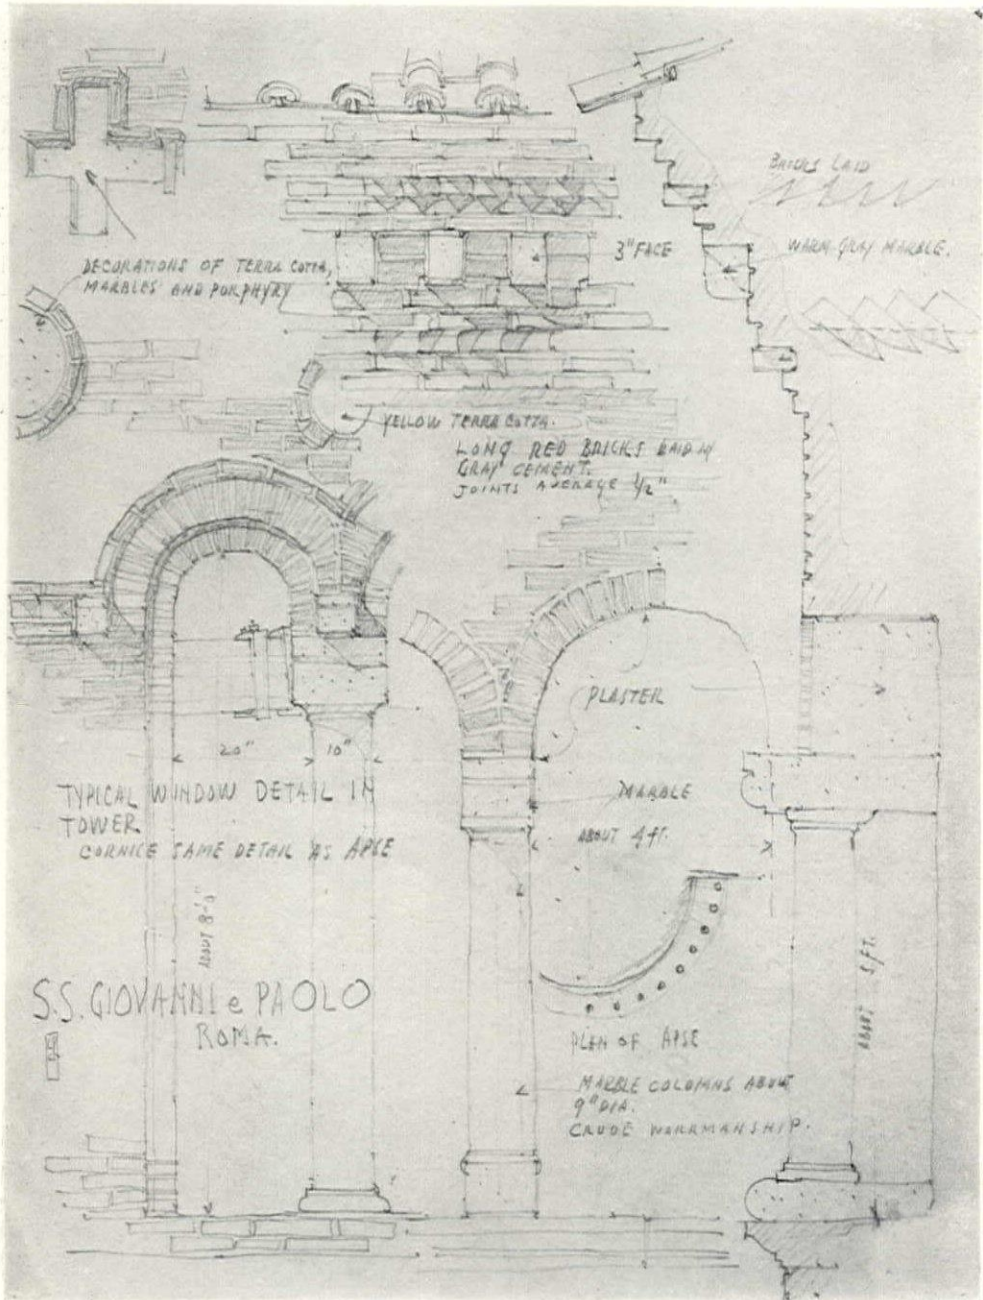 BRICKS LAID
3" FACE
WARM GRAY MARBLE.
DECORATIONS OF TERRA COTTA,
MARBLES AND PORPHYRY
YELLOW TERRA COTTA.
LONG RED BRICKS LAID IN
GRAY CEMENT.
JOINTS AVERAGE 1/2"
PLASTER
20" 10"
MARBLE
TYPICAL WINDOW DETAIL IN
TOWER
CORNICE SAME DETAIL AS APSE
ABOUT 4 FT.
ABOUT 8'-0"
ABOUT 5 FT.
S.S. GIOVANNI e PAOLO
ROMA.
PLAN OF APSE
MARBLE COLOMNS ABOUT
9" DIA.
CRUDE WORKMANSHIP.